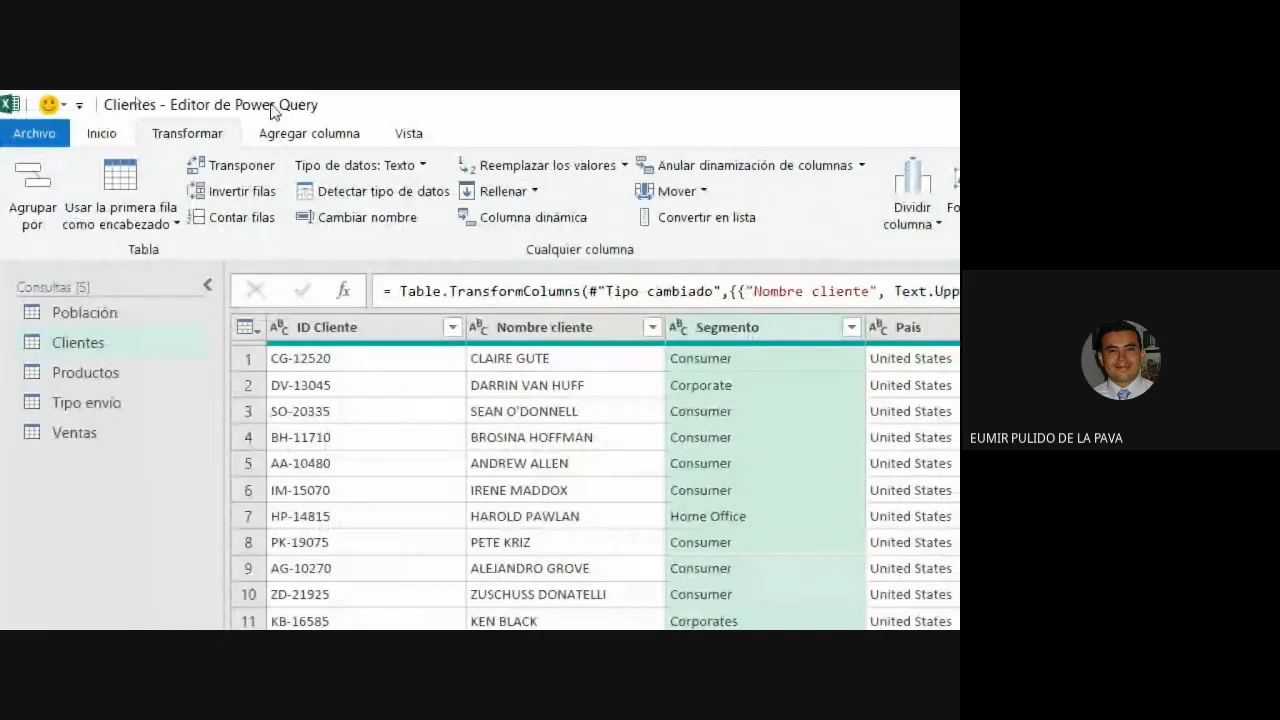 Clientes - Editor de Power Query
Archivo Inicio Transformar Agregar columna Vista
Transponer Tipo de datos: Texto Reemplazar los valores Anular dinamización de columnas
Invertir filas Detectar tipo de datos Rellenar Mover
Agrupar por Usar la primera fila como encabezado Contar filas Cambiar nombre Columna dinámica Convertir en lista Dividir columna Fo
Tabla Cualquier columna
Consultas [5]
Población
Clientes
Productos
Tipo envío
Ventas
fx = Table.TransformColumns(#"Tipo cambiado",{{"Nombre cliente", Text.Upp
ABC ID Cliente ABC Nombre cliente ABC Segmento ABC Pais
1 CG-12520 CLAIRE GUTE Consumer United States
2 DV-13045 DARRIN VAN HUFF Corporate United States
3 SO-20335 SEAN O'DONNELL Consumer United States
4 BH-11710 BROSINA HOFFMAN Consumer United States
5 AA-10480 ANDREW ALLEN Consumer United States
6 IM-15070 IRENE MADDOX Consumer United States
7 HP-14815 HAROLD PAWLAN Home Office United States
8 PK-19075 PETE KRIZ Consumer United States
9 AG-10270 ALEJANDRO GROVE Consumer United States
10 ZD-21925 ZUSCHUSS DONATELLI Consumer United States
11 KB-16585 KEN BLACK Corporates United States
EUMIR PULIDO DE LA PAVA